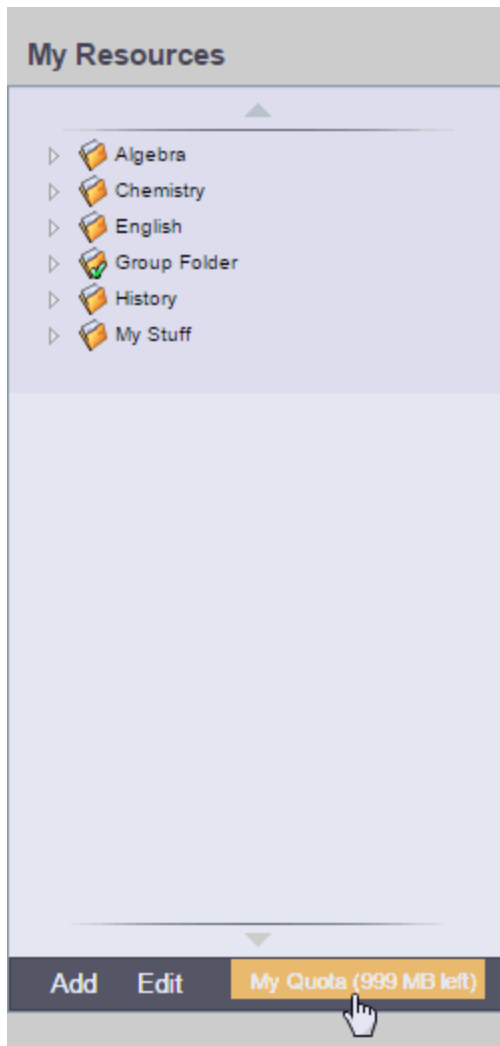 My Resources
Algebra
Chemistry
English
Group Folder
History
My Stuff
Add Edit My Quota (999 MB left)